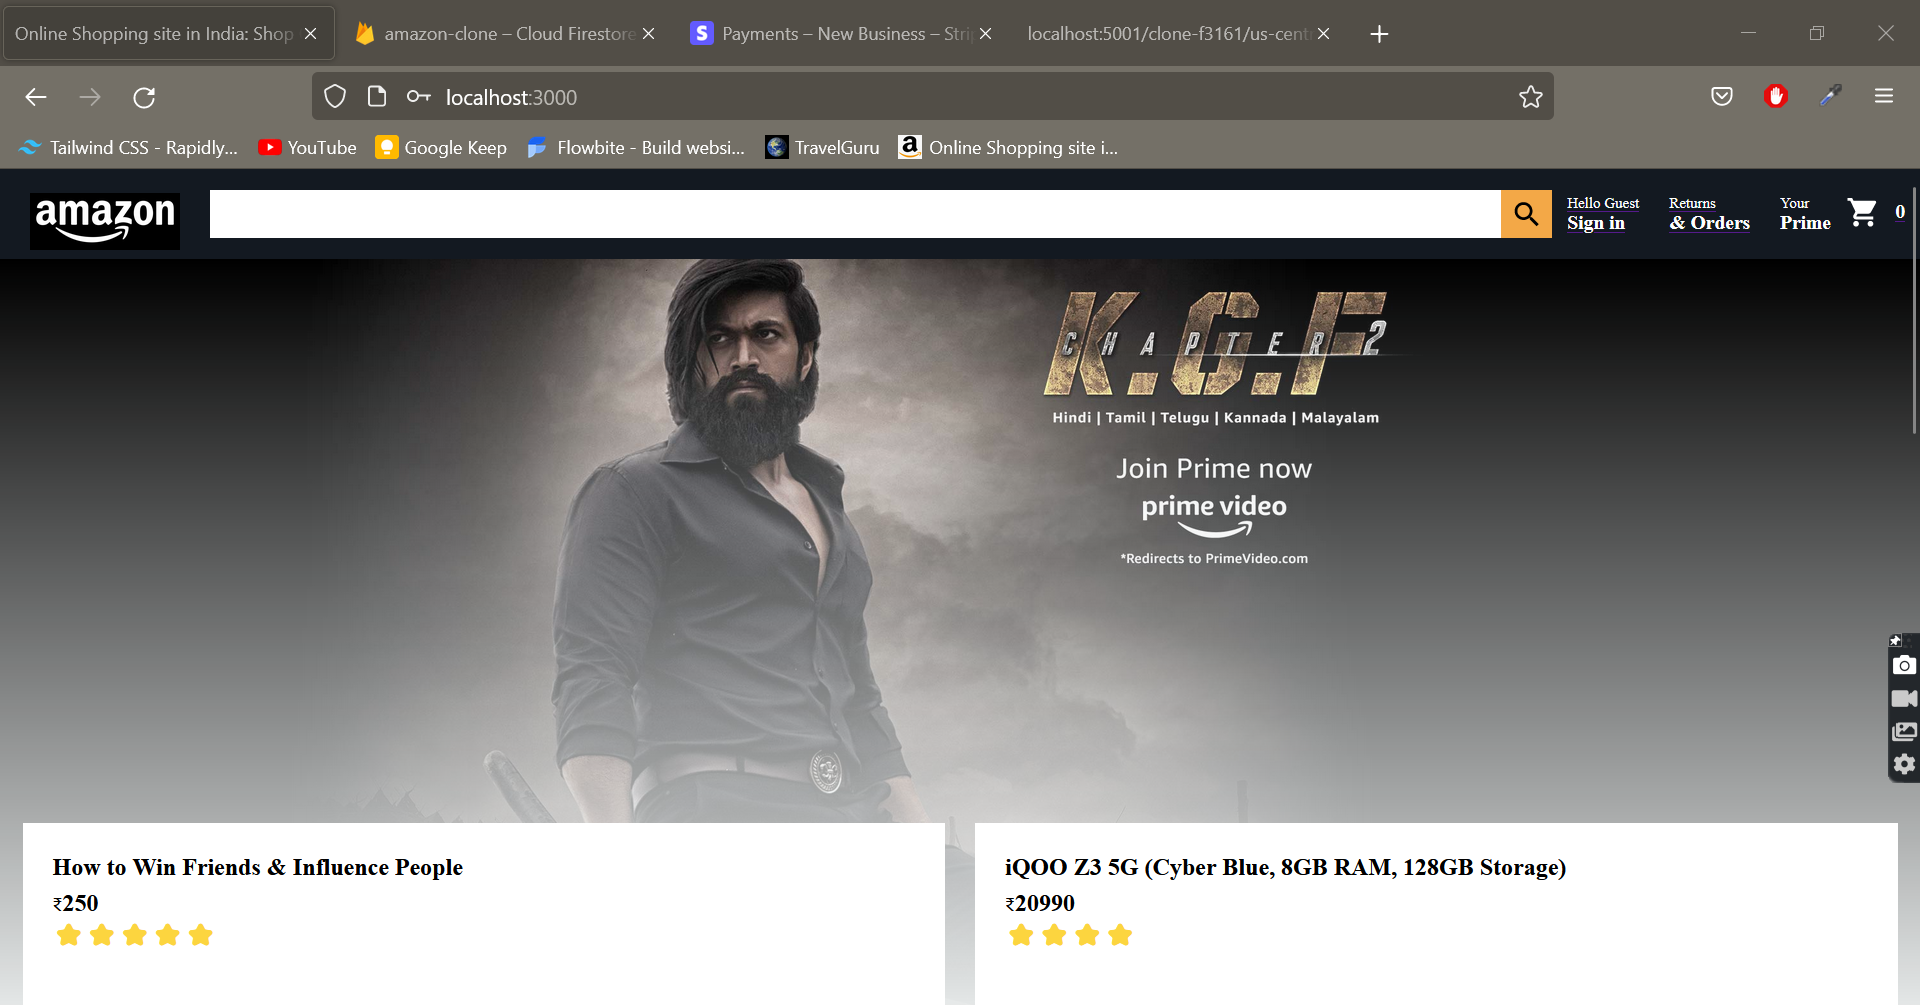 Online Shopping site in India: Shop
amazon-clone – Cloud Firestore
Payments – New Business – Strip
localhost:5001/clone-f3161/us-cent
localhost:3000
Tailwind CSS - Rapidly...
YouTube
Google Keep
Flowbite - Build websi...
TravelGuru
Online Shopping site i...
amazon
Hello Guest
Sign in
Returns
& Orders
Your
Prime
0
K.G.F
CHAPTER 2
Hindi | Tamil | Telugu | Kannada | Malayalam
Join Prime now
prime video
*Redirects to PrimeVideo.com
How to Win Friends & Influence People
₹250
iQOO Z3 5G (Cyber Blue, 8GB RAM, 128GB Storage)
₹20990